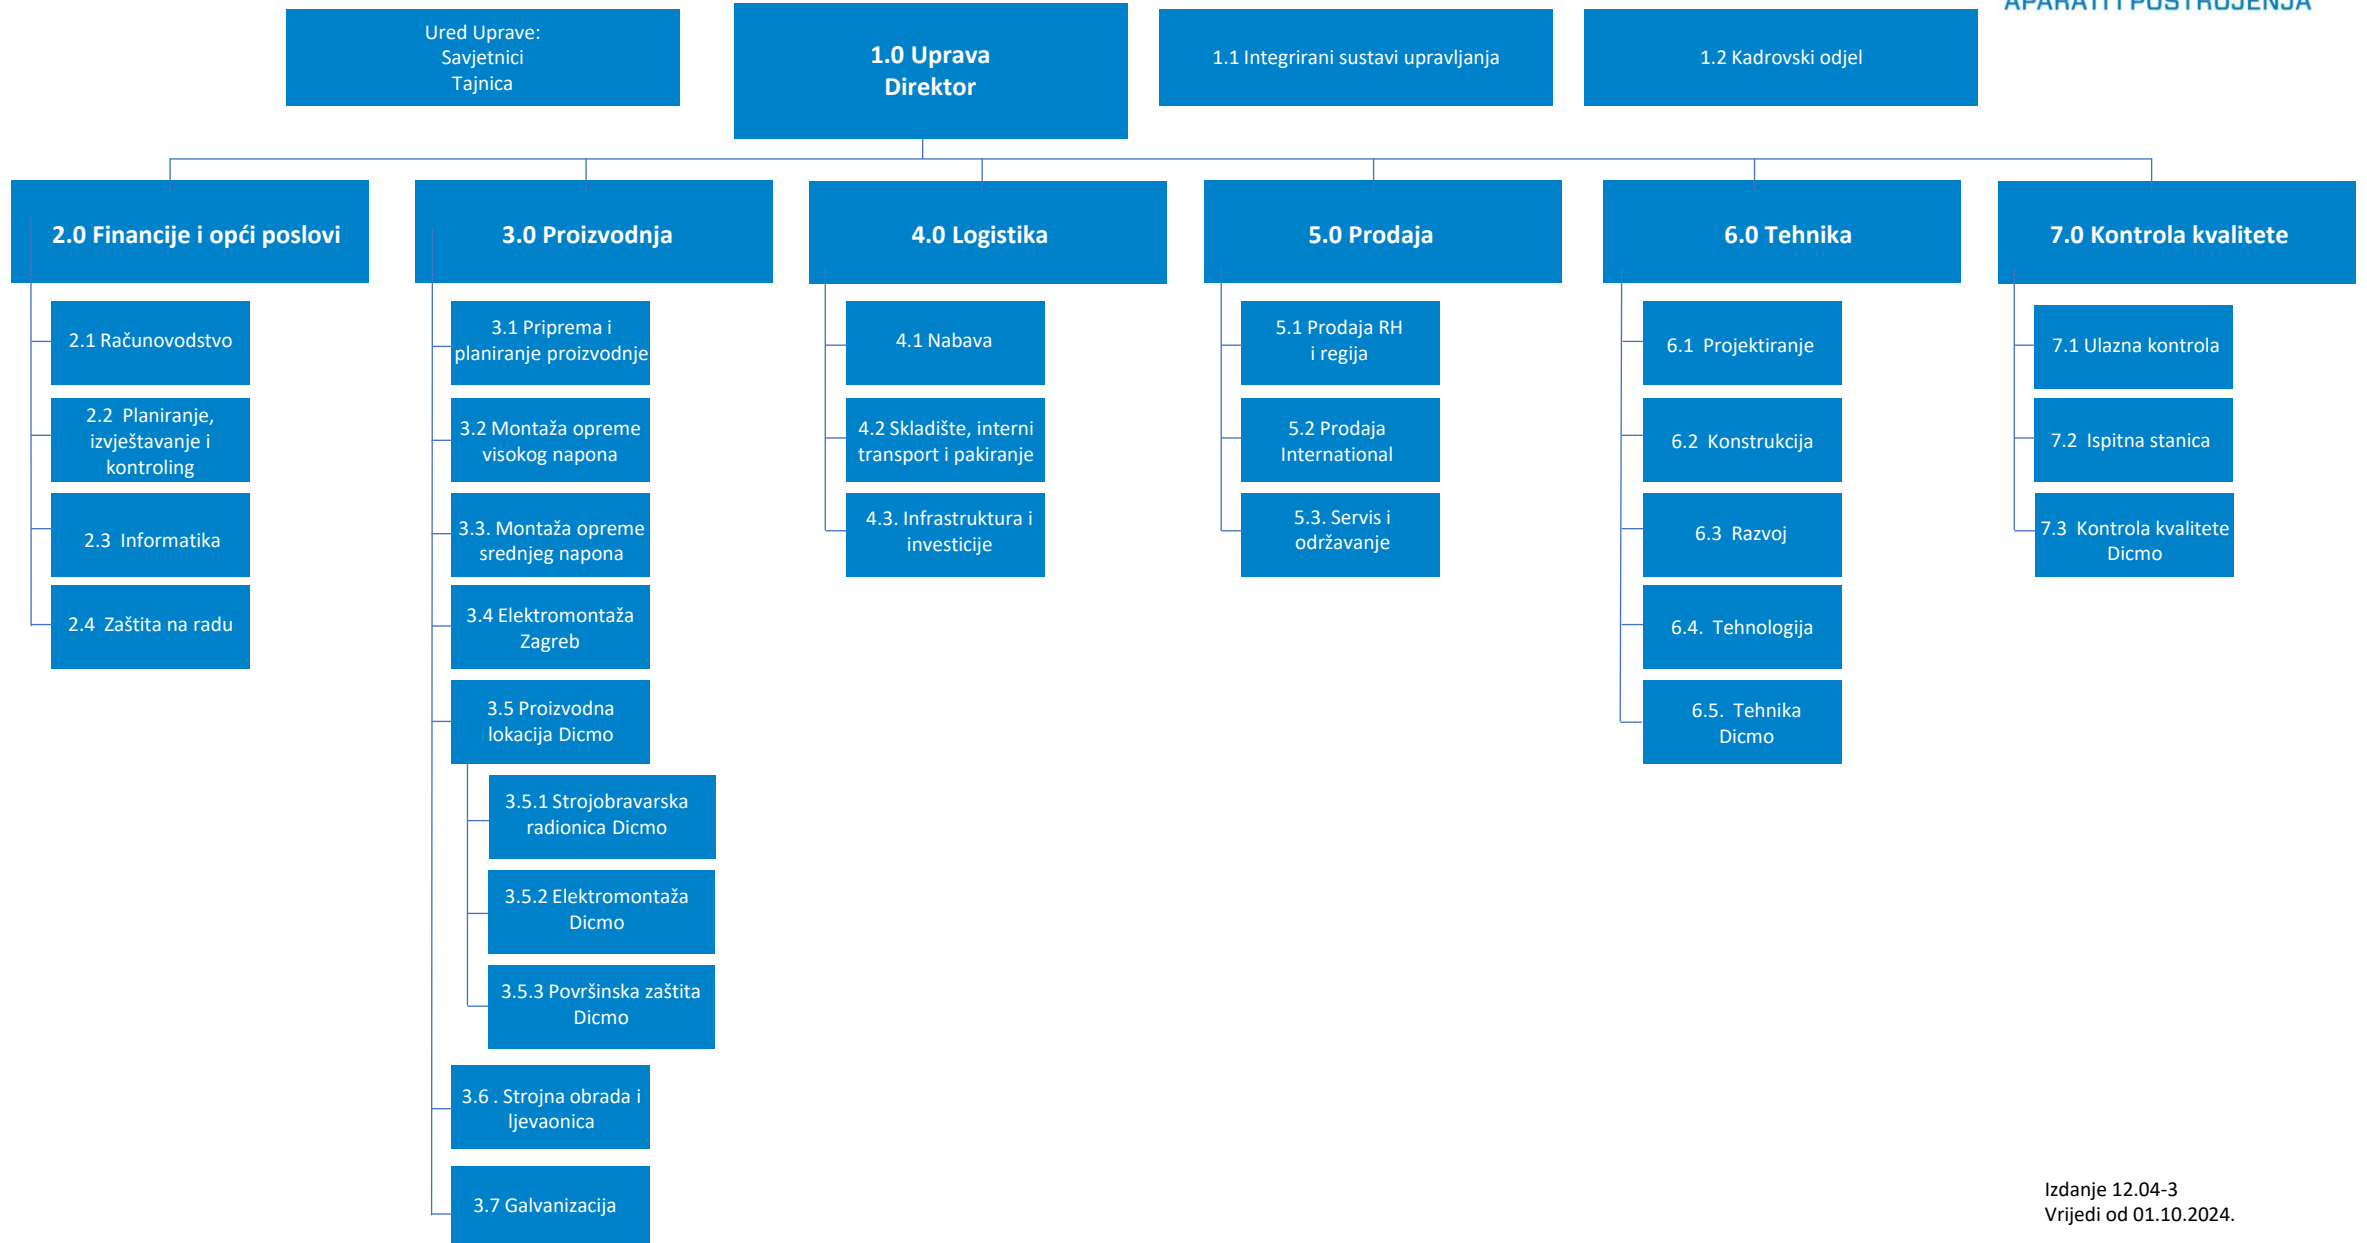 APARATI I POSTROJENJA
Ured Uprave:
Savjetnici
Tajnica
1.0 Uprava
Direktor
1.1 Integrirani sustavi upravljanja
1.2 Kadrovski odjel
2.0 Financije i opći poslovi
3.0 Proizvodnja
4.0 Logistika
5.0 Prodaja
6.0 Tehnika
7.0 Kontrola kvalitete
2.1 Računovodstvo
2.2 Planiranje,
izvještavanje i
kontroling
2.3 Informatika
2.4 Zaštita na radu
3.1 Priprema i
planiranje proizvodnje
3.2 Montaža opreme
visokog napona
3.3. Montaža opreme
srednjeg napona
3.4 Elektromontaža
Zagreb
3.5 Proizvodna
lokacija Dicmo
3.5.1 Strojobravarska
radionica Dicmo
3.5.2 Elektromontaža
Dicmo
3.5.3 Površinska zaštita
Dicmo
3.6 . Strojna obrada i
ljevaonica
3.7 Galvanizacija
4.1 Nabava
4.2 Skladište, interni
transport i pakiranje
4.3. Infrastruktura i
investicije
5.1 Prodaja RH
i regija
5.2 Prodaja
International
5.3. Servis i
održavanje
6.1 Projektiranje
6.2 Konstrukcija
6.3 Razvoj
6.4. Tehnologija
6.5. Tehnika
Dicmo
7.1 Ulazna kontrola
7.2 Ispitna stanica
7.3 Kontrola kvalitete
Dicmo
Izdanje 12.04-3
Vrijedi od 01.10.2024.